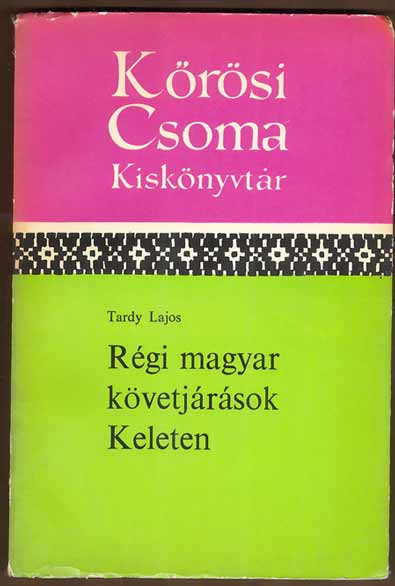 Kőrösi
Csoma
Kiskönyvtár
Tardy Lajos
Régi magyar
követjárások
Keleten